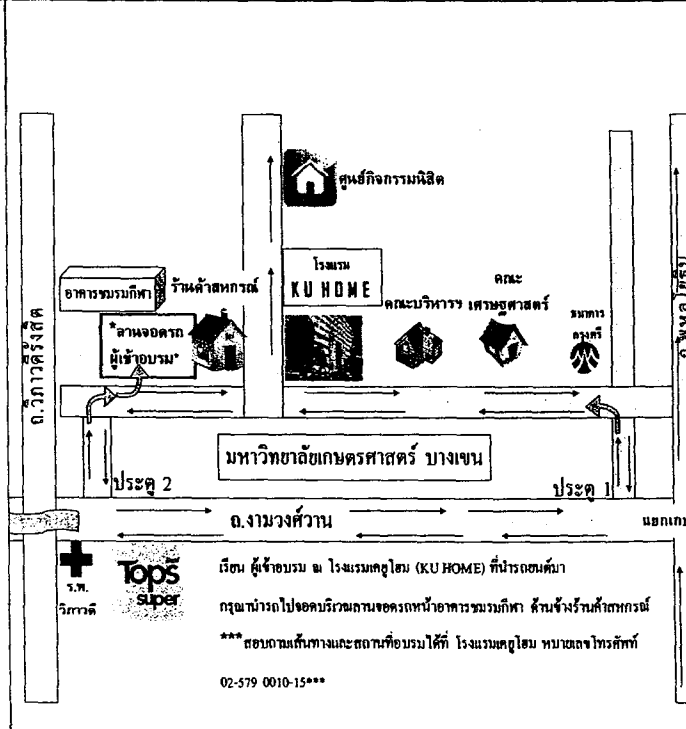 ศูนย์กิจกรรมนิสิต
โรงแรม
KU HOME
คณะ
คณะบริหารฯ เศรษฐศาสตร์
ธนาคาร
กรุงศรี
อาคารชมรมกีฬา
ร้านค้าสหกรณ์
*ลานจอดรถ
ผู้เข้าอบรม*
ถ.วิภาวดีรังสิต
มหาวิทยาลัยเกษตรศาสตร์ บางเขน
ประตู 2
ประตู 1
ถ.งามวงศ์วาน
แยกเกษ
ร.พ.
วิภาวดี
Tops
super
เรียน ผู้เข้าอบรม ณ โรงแรมเคยูโฮม (KU HOME) ที่นำรถยนต์มา
กรุณานำรถไปจอดบริเวณลานจอดรถหน้าอาคารชมรมกีฬา ด้านข้างร้านค้าสหกรณ์
***สอบถามเส้นทางและสถานที่อบรมได้ที่ โรงแรมเคยูโฮม หมายเลขโทรศัพท์
02-579 0010-15***